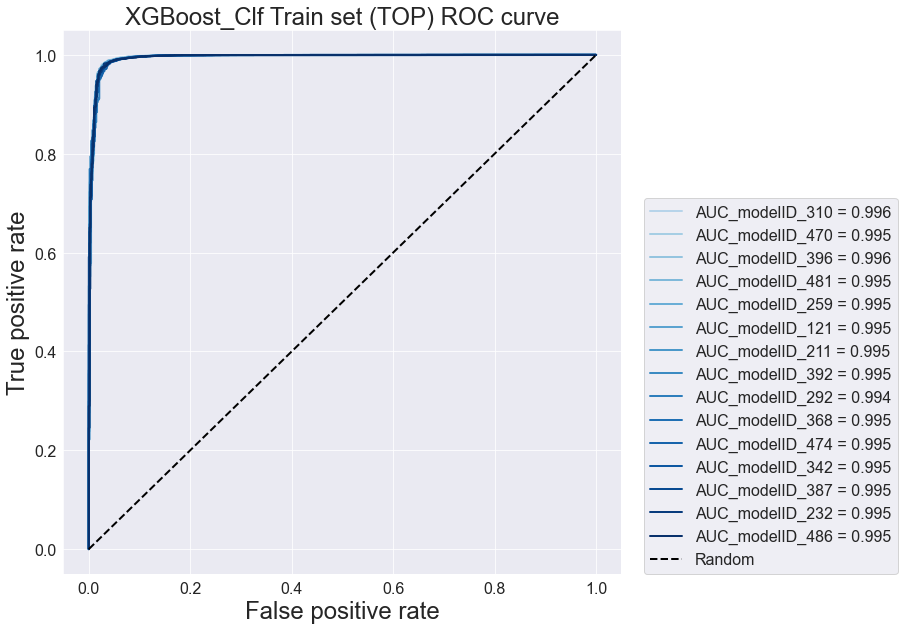 XGBoost_Clf Train set (TOP) ROC curve
1.0
0.8
0.6
0.4
0.2
0.0
True positive rate
0.0 0.2 0.4 0.6 0.8 1.0
False positive rate
AUC_modelID_310 = 0.996
AUC_modelID_470 = 0.995
AUC_modelID_396 = 0.996
AUC_modelID_481 = 0.995
AUC_modelID_259 = 0.995
AUC_modelID_121 = 0.995
AUC_modelID_211 = 0.995
AUC_modelID_392 = 0.995
AUC_modelID_292 = 0.994
AUC_modelID_368 = 0.995
AUC_modelID_474 = 0.995
AUC_modelID_342 = 0.995
AUC_modelID_387 = 0.995
AUC_modelID_232 = 0.995
AUC_modelID_486 = 0.995
Random